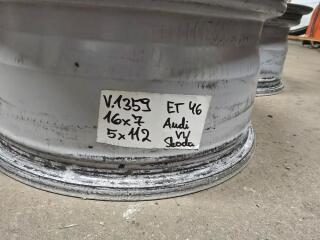 V.1359 ET 46
16x7 Audi
5x112 VW
Skoda